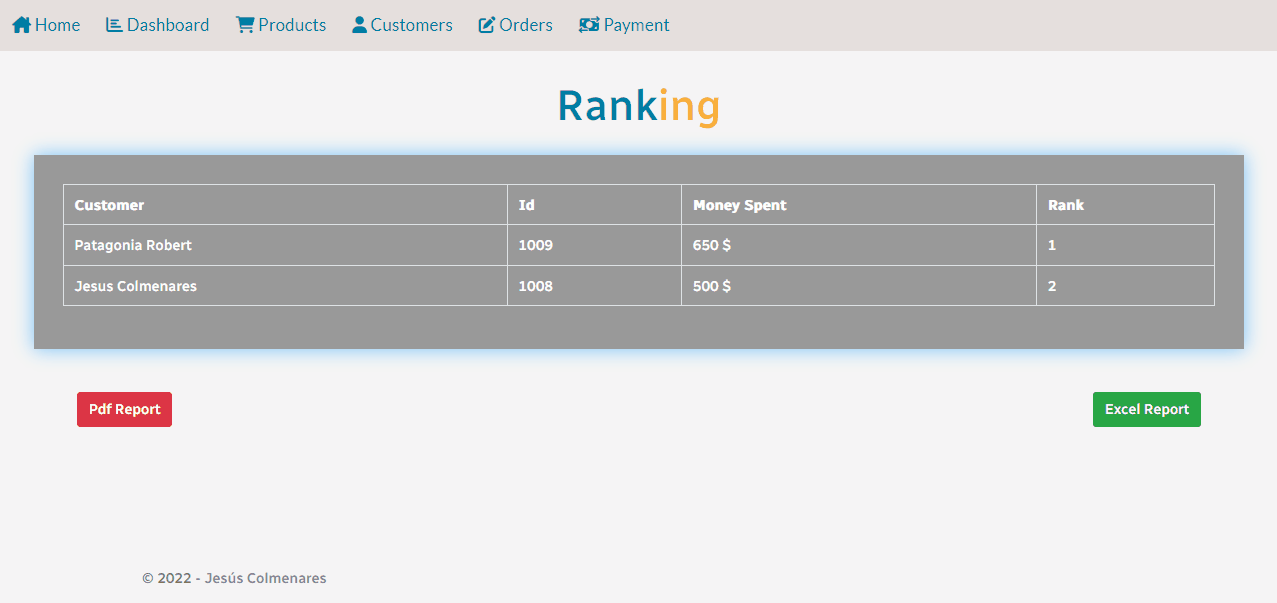 Home Dashboard Products Customers Orders Payment
Ranking
Customer Id Money Spent Rank
Patagonia Robert 1009 650 $ 1
Jesus Colmenares 1008 500 $ 2
Pdf Report Excel Report
© 2022 - Jesús Colmenares